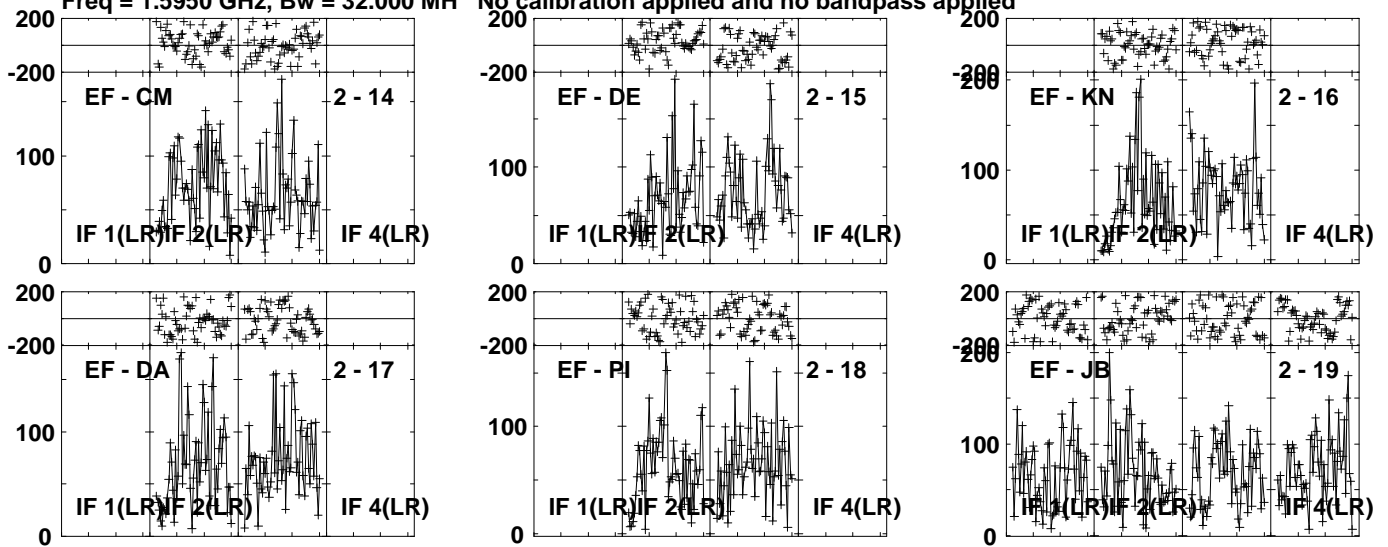 Freq = 1.5950 GHz, Bw = 32.000 MH No calibration applied and no bandpass applied
200
-200
EF - CM
2 - 14
100
IF 1(LR)
IF 2(LR)
IF 4(LR)
0
-200
EF - DE
2 - 15
IF 1(LR)
IF 2(LR)
IF 4(LR)
-200
200
EF - KN
2 - 16
100
IF 1(LR)
IF 2(LR)
IF 4(LR)
0
200
-200
EF - DA
2 - 17
100
IF 1(LR)
IF 2(LR)
IF 4(LR)
0
200
-200
EF - PI
2 - 18
100
IF 1(LR)
IF 2(LR)
IF 4(LR)
0
200
-200
200
EF - JB
2 - 19
100
IF 1(LR)
IF 2(LR)
IF 4(LR)
0